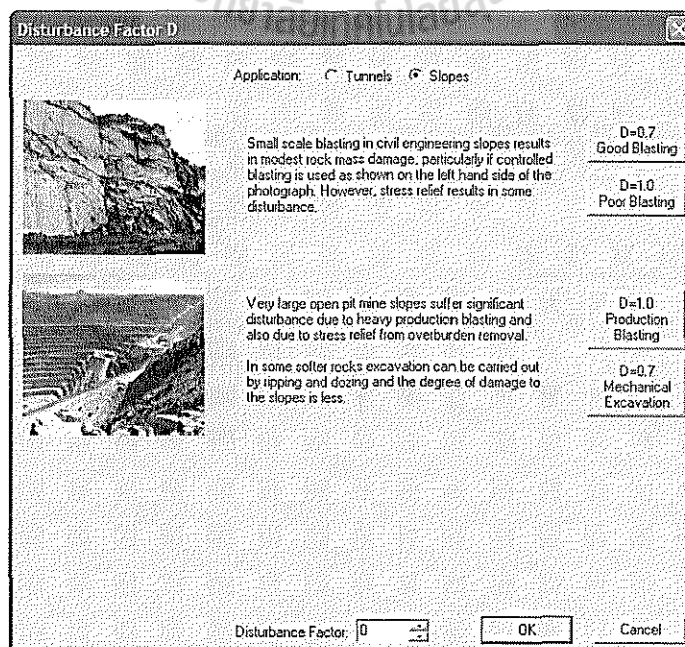 Disturbance Factor D
Application: Tunnels Slopes
Small scale blasting in civil engineering slopes results
in modest rock mass damage, particularly if controlled
blasting is used as shown on the left hand side of the
photograph. However, stress relief results in some
disturbance.
D=0.7
Good Blasting
D=1.0
Poor Blasting
Very large open pit mine slopes suffer significant
disturbance due to heavy production blasting and
also due to stress relief from overburden removal.
In some softer rocks excavation can be carried out
by ripping and dozing and the degree of damage to
the slopes is less.
D=1.0
Production
Blasting
D=0.7
Mechanical
Excavation
Disturbance Factor: 0
OK
Cancel